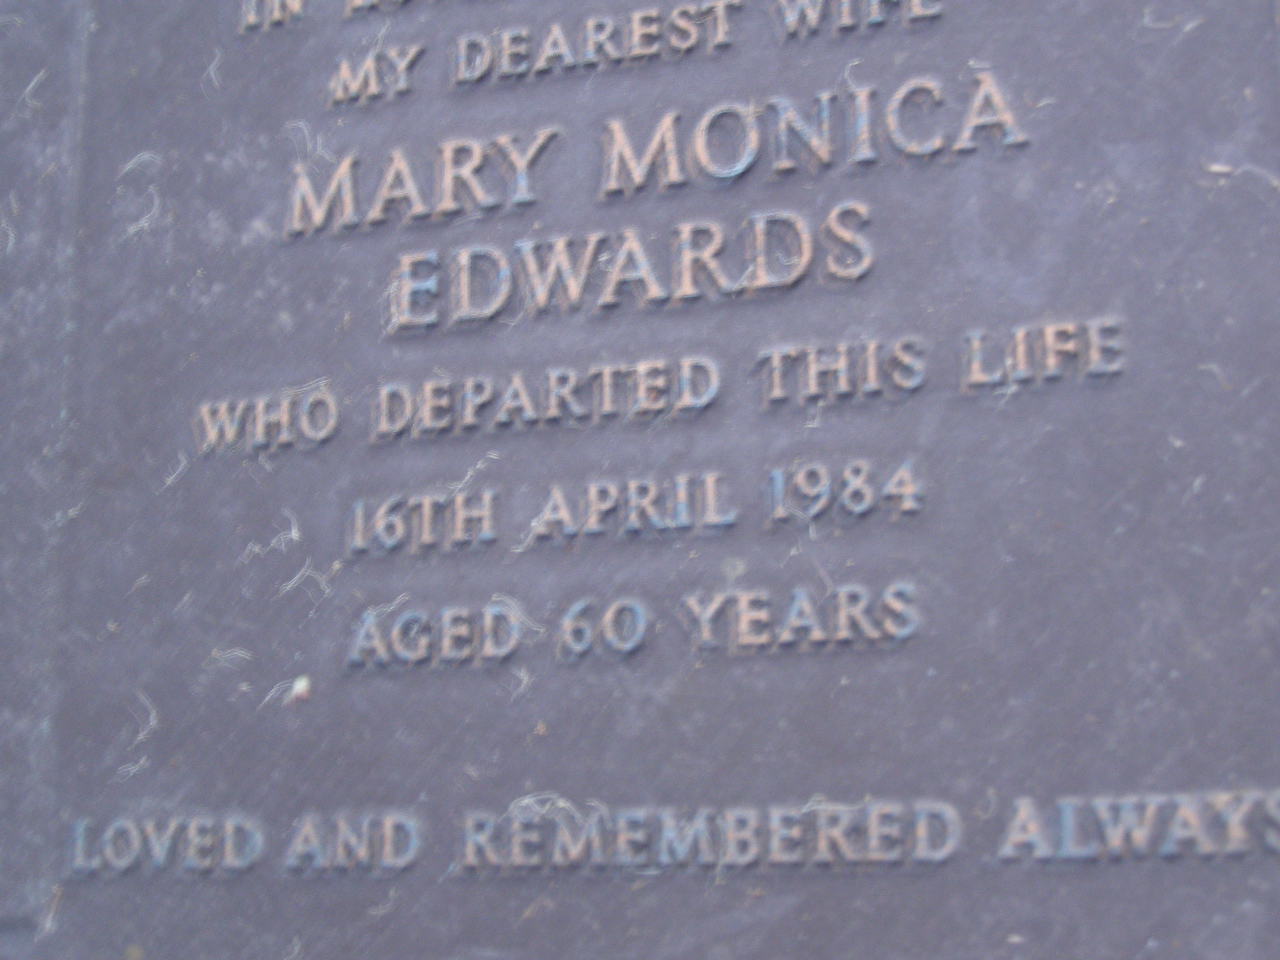 IN
MY DEAREST WIFE
MARY MONICA
EDWARDS
WHO DEPARTED THIS LIFE
16TH APRIL 1984
AGED 60 YEARS
LOVED AND REMEMBERED ALWAYS